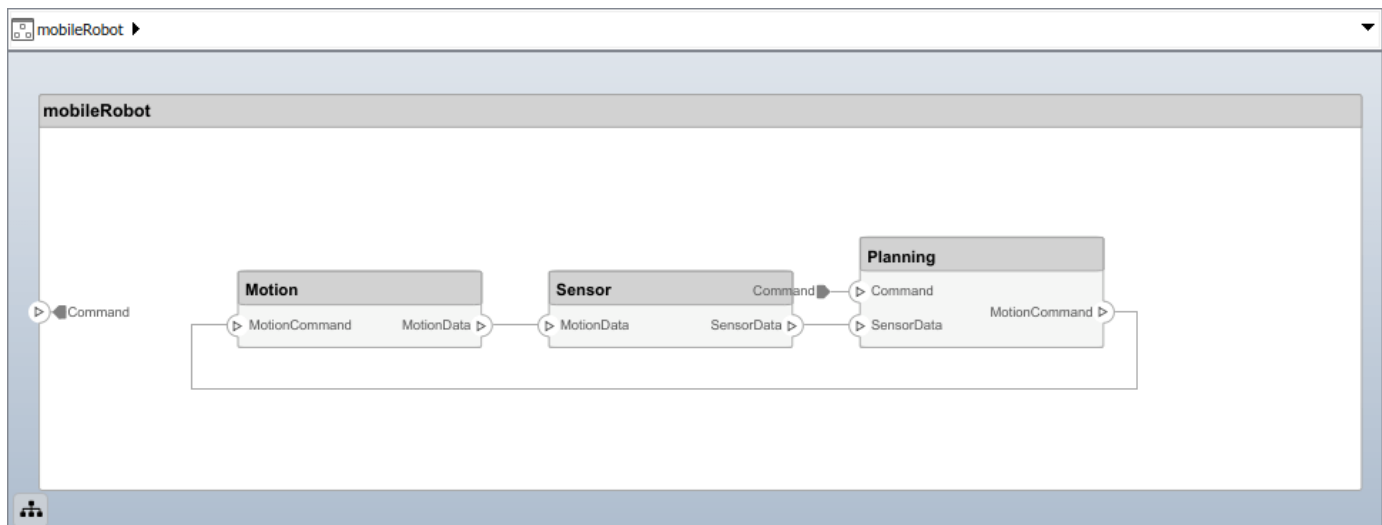 mobileRobot
mobileRobot
Planning
Motion
Sensor
Command
Command
Command
MotionCommand
MotionCommand
MotionData
MotionData
SensorData
SensorData